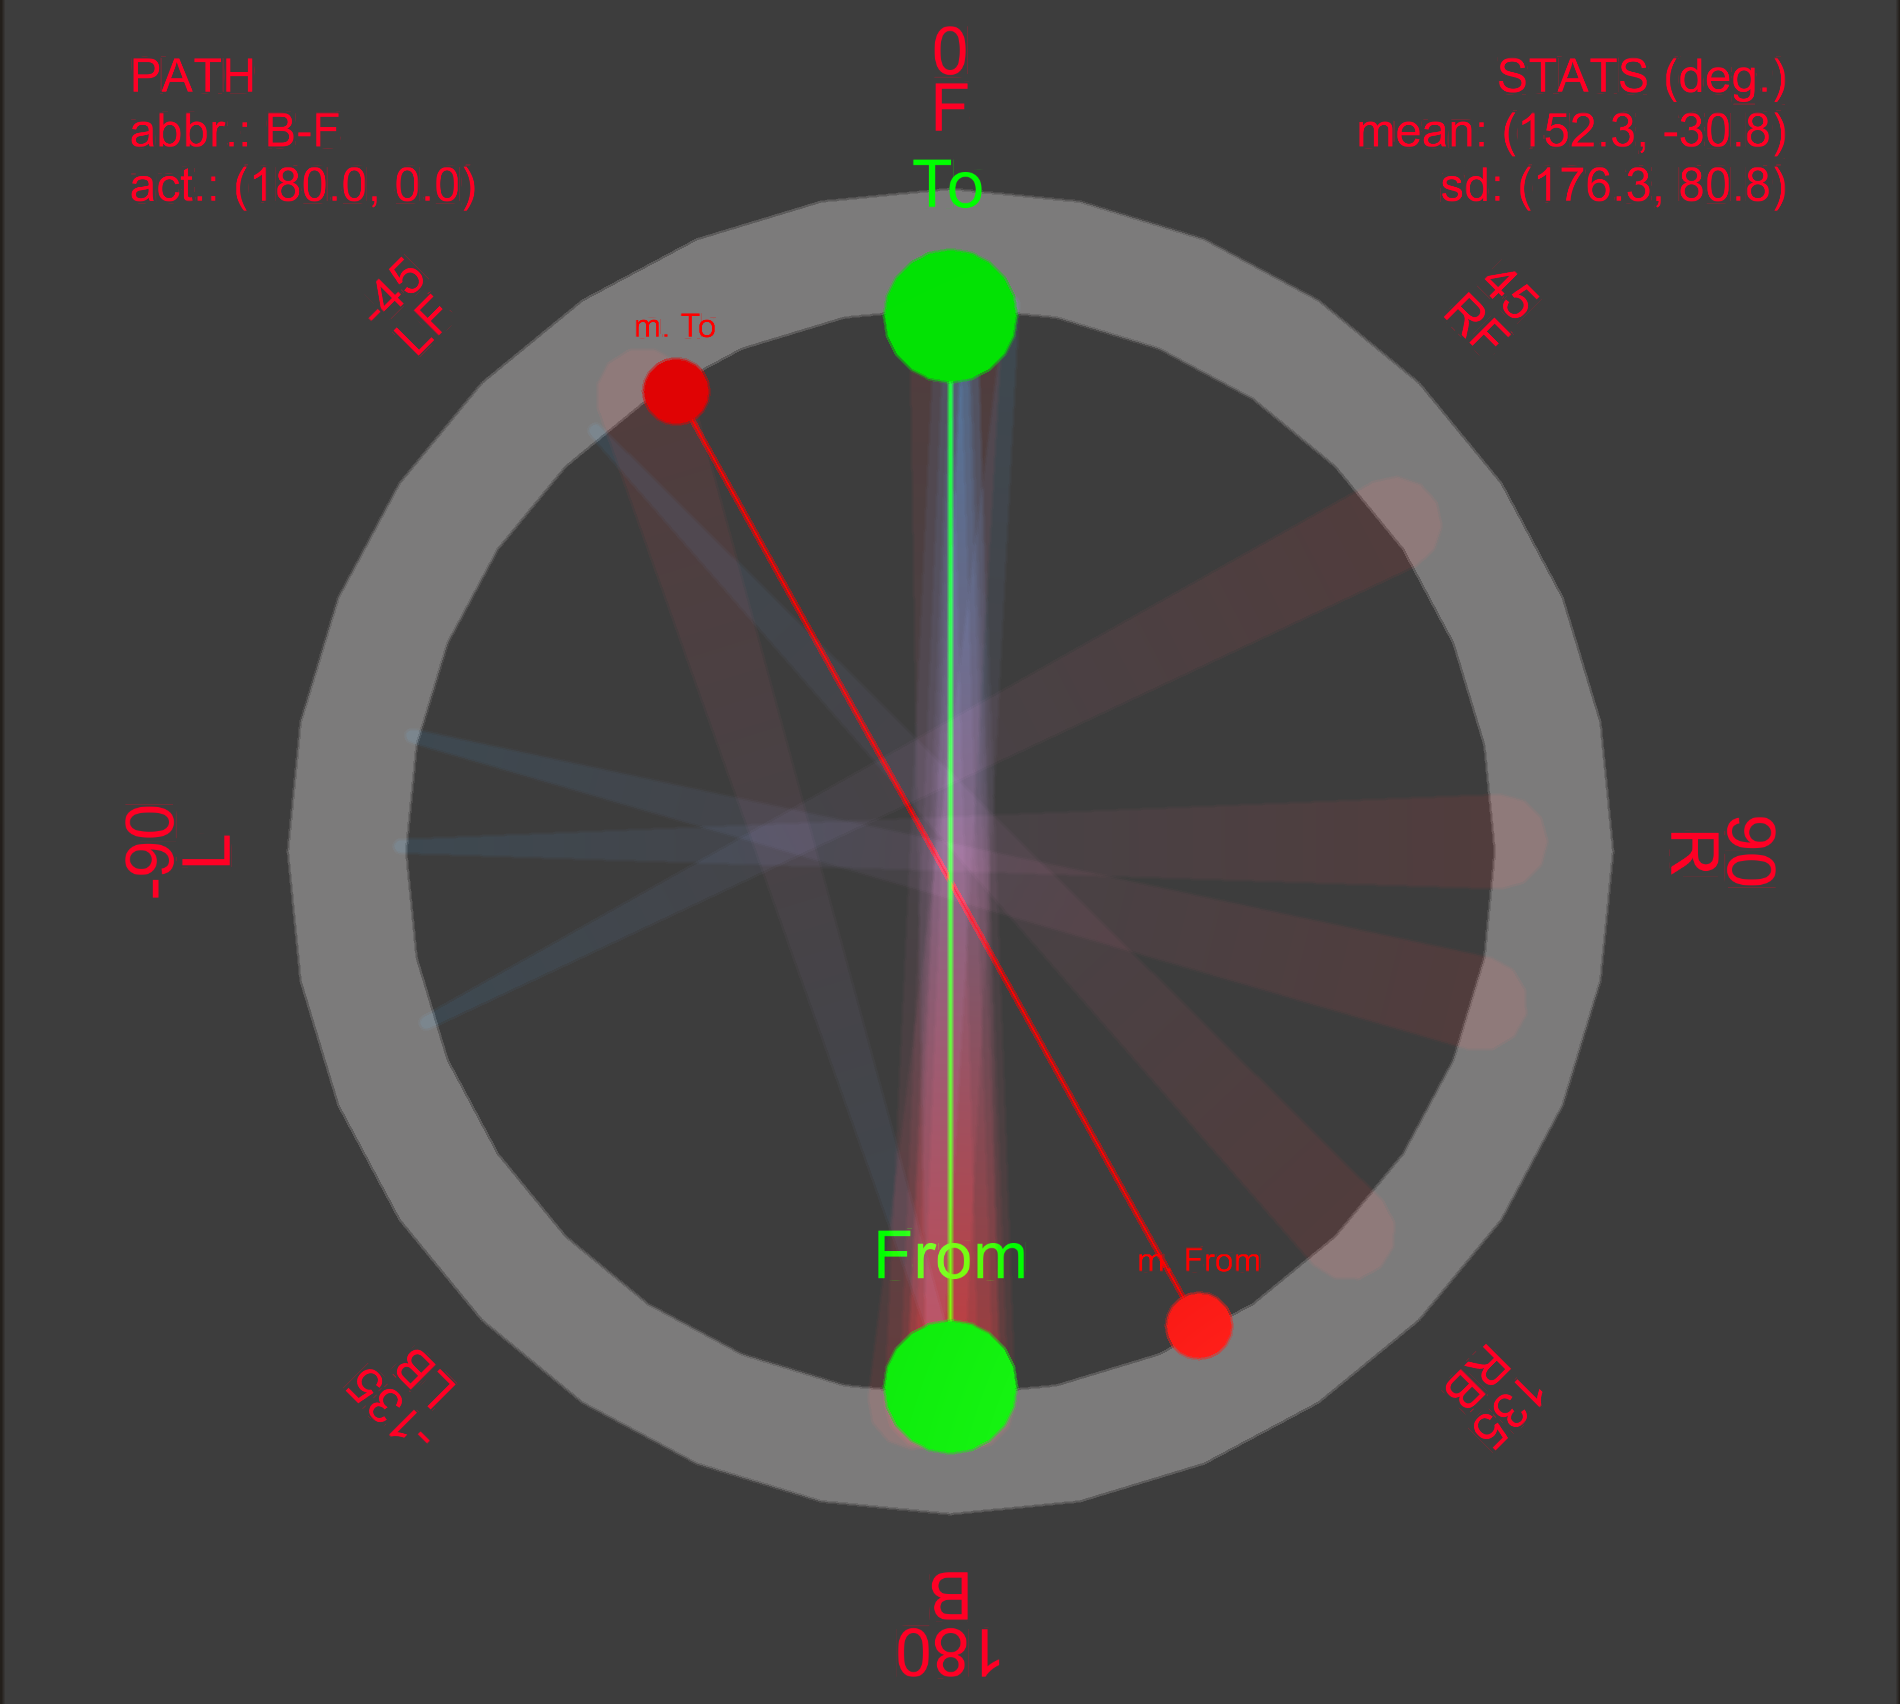 PATH
abbr.: B-F
act.: (180.0, 0.0)
0
F
STATS (deg.)
mean: (152.3, -30.8)
sd: (176.3, 80.8)
To
-45
LF
45
RF
m. To
-90
L
90
R
From
m. From
-135
LB
135
RB
B
180